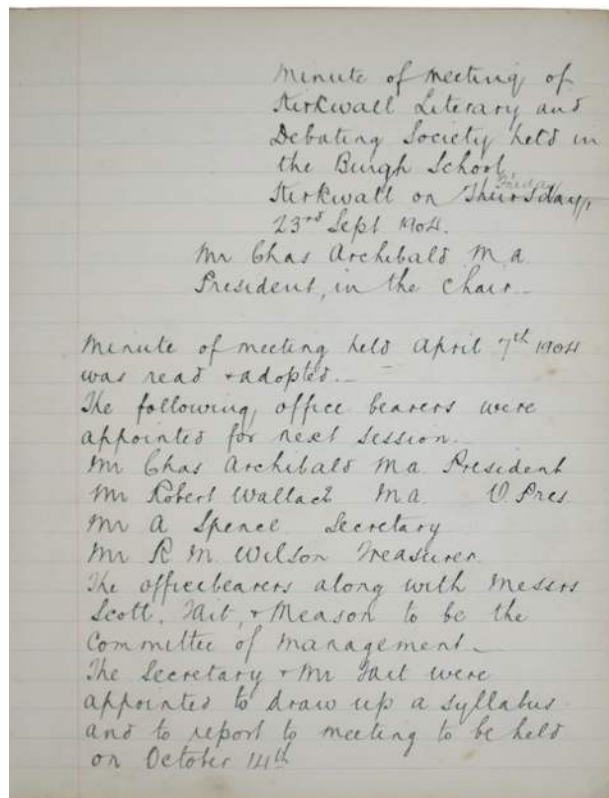 Minute of meeting of
Kirkwall Literary and
Debating Society held in
the Burgh School,
Friday
Kirkwall on Thursday,
23rd Sept 1904.
Mr Chas Archibald M.A.
President, in the chair.
Minute of meeting held April 7th 1904
was read & adopted.
The following office bearers were
appointed for next session.
Mr Chas Archibald M.A. President
Mr Robert Wallace M.A. V. Pres
Mr A Spence Secretary
Mr R M Wilson Treasurer
The officebearers along with Messrs
Scott, Tait, & Meason to be the
Committee of management.
The Secretary & Mr Tait were
appointed to draw up a syllabus
and to report to meeting to be held
on October 14th